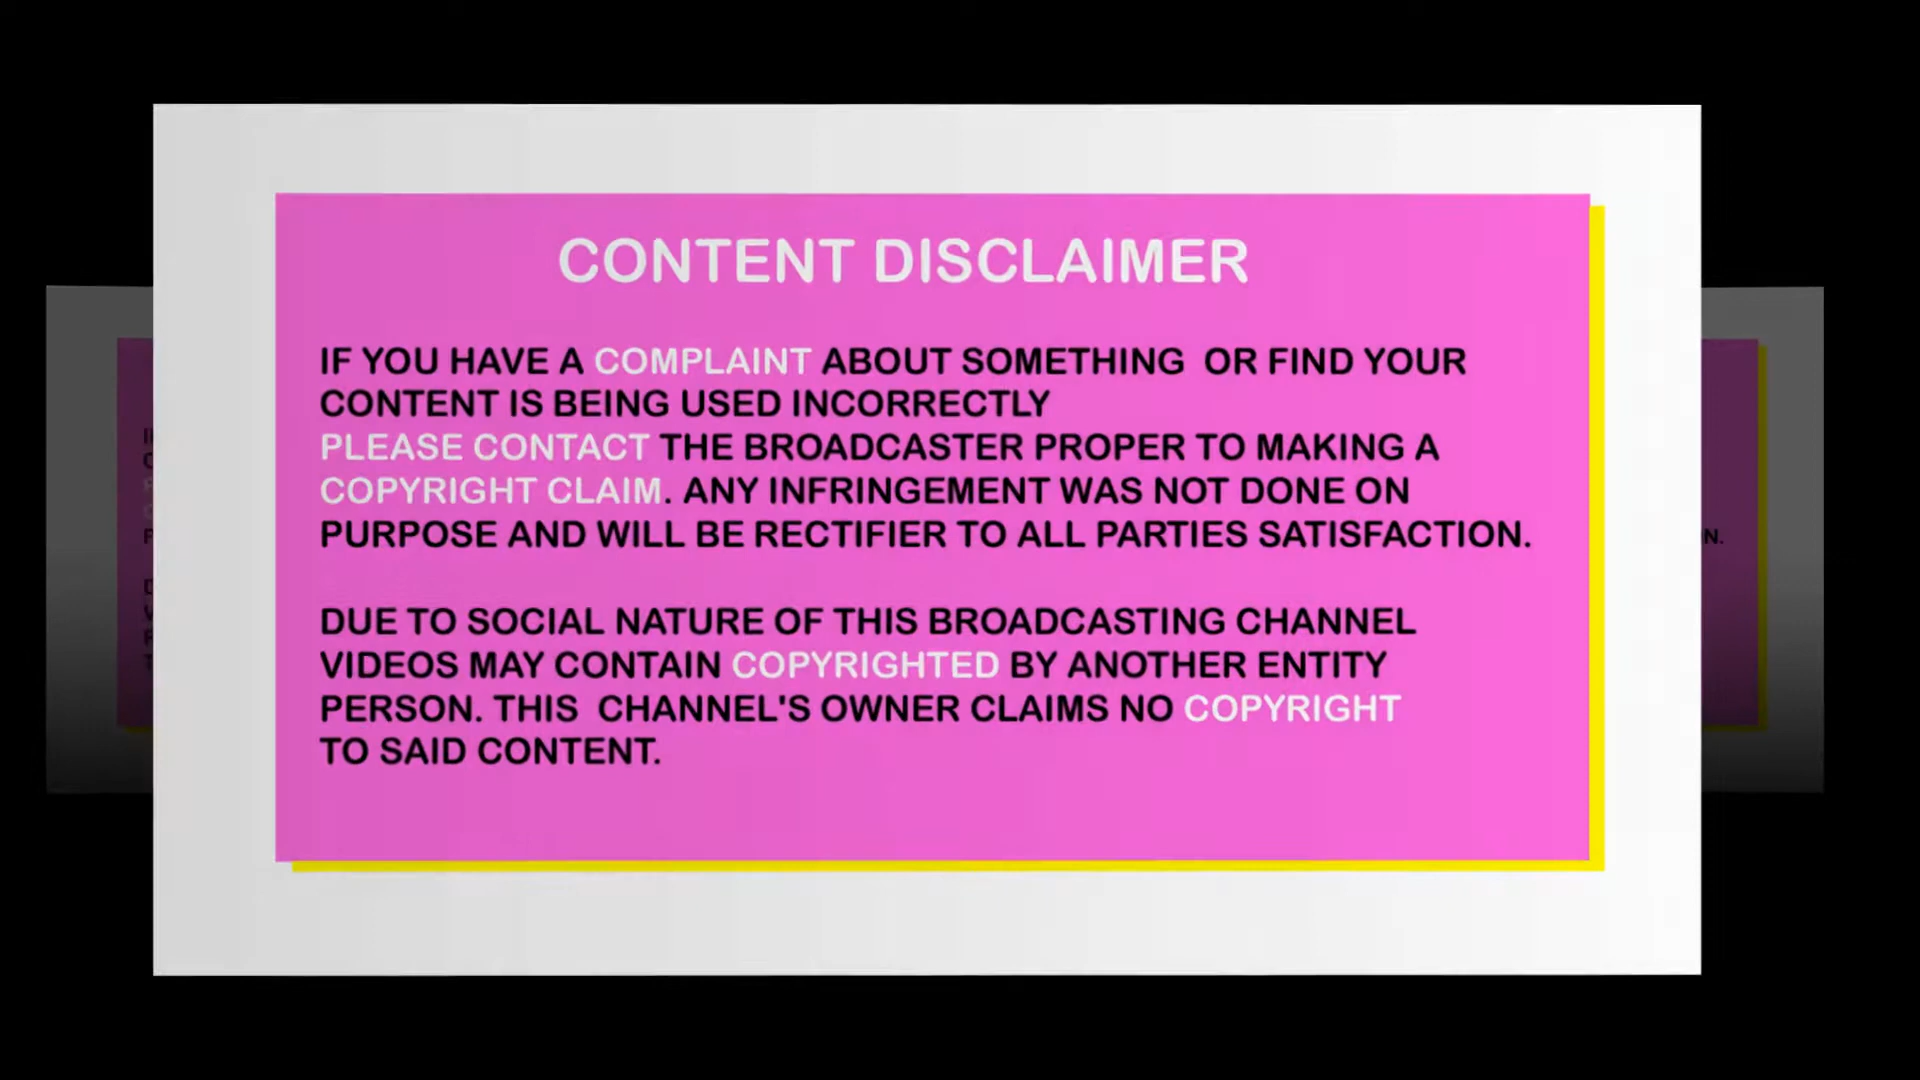 CONTENT DISCLAIMER
IF YOU HAVE A COMPLAINT ABOUT SOMETHING OR FIND YOUR
CONTENT IS BEING USED INCORRECTLY
PLEASE CONTACT THE BROADCASTER PROPER TO MAKING A
COPYRIGHT CLAIM. ANY INFRINGEMENT WAS NOT DONE ON
PURPOSE AND WILL BE RECTIFIER TO ALL PARTIES SATISFACTION.
DUE TO SOCIAL NATURE OF THIS BROADCASTING CHANNEL
VIDEOS MAY CONTAIN COPYRIGHTED BY ANOTHER ENTITY
PERSON. THIS CHANNEL'S OWNER CLAIMS NO COPYRIGHT
TO SAID CONTENT.